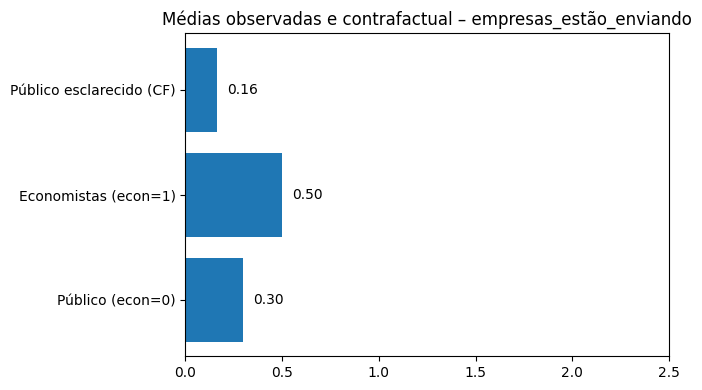 Médias observadas e contrafactual – empresas_estão_enviando
Público esclarecido (CF)
0.16
Economistas (econ=1)
0.50
Público (econ=0)
0.30
0.0 0.5 1.0 1.5 2.0 2.5